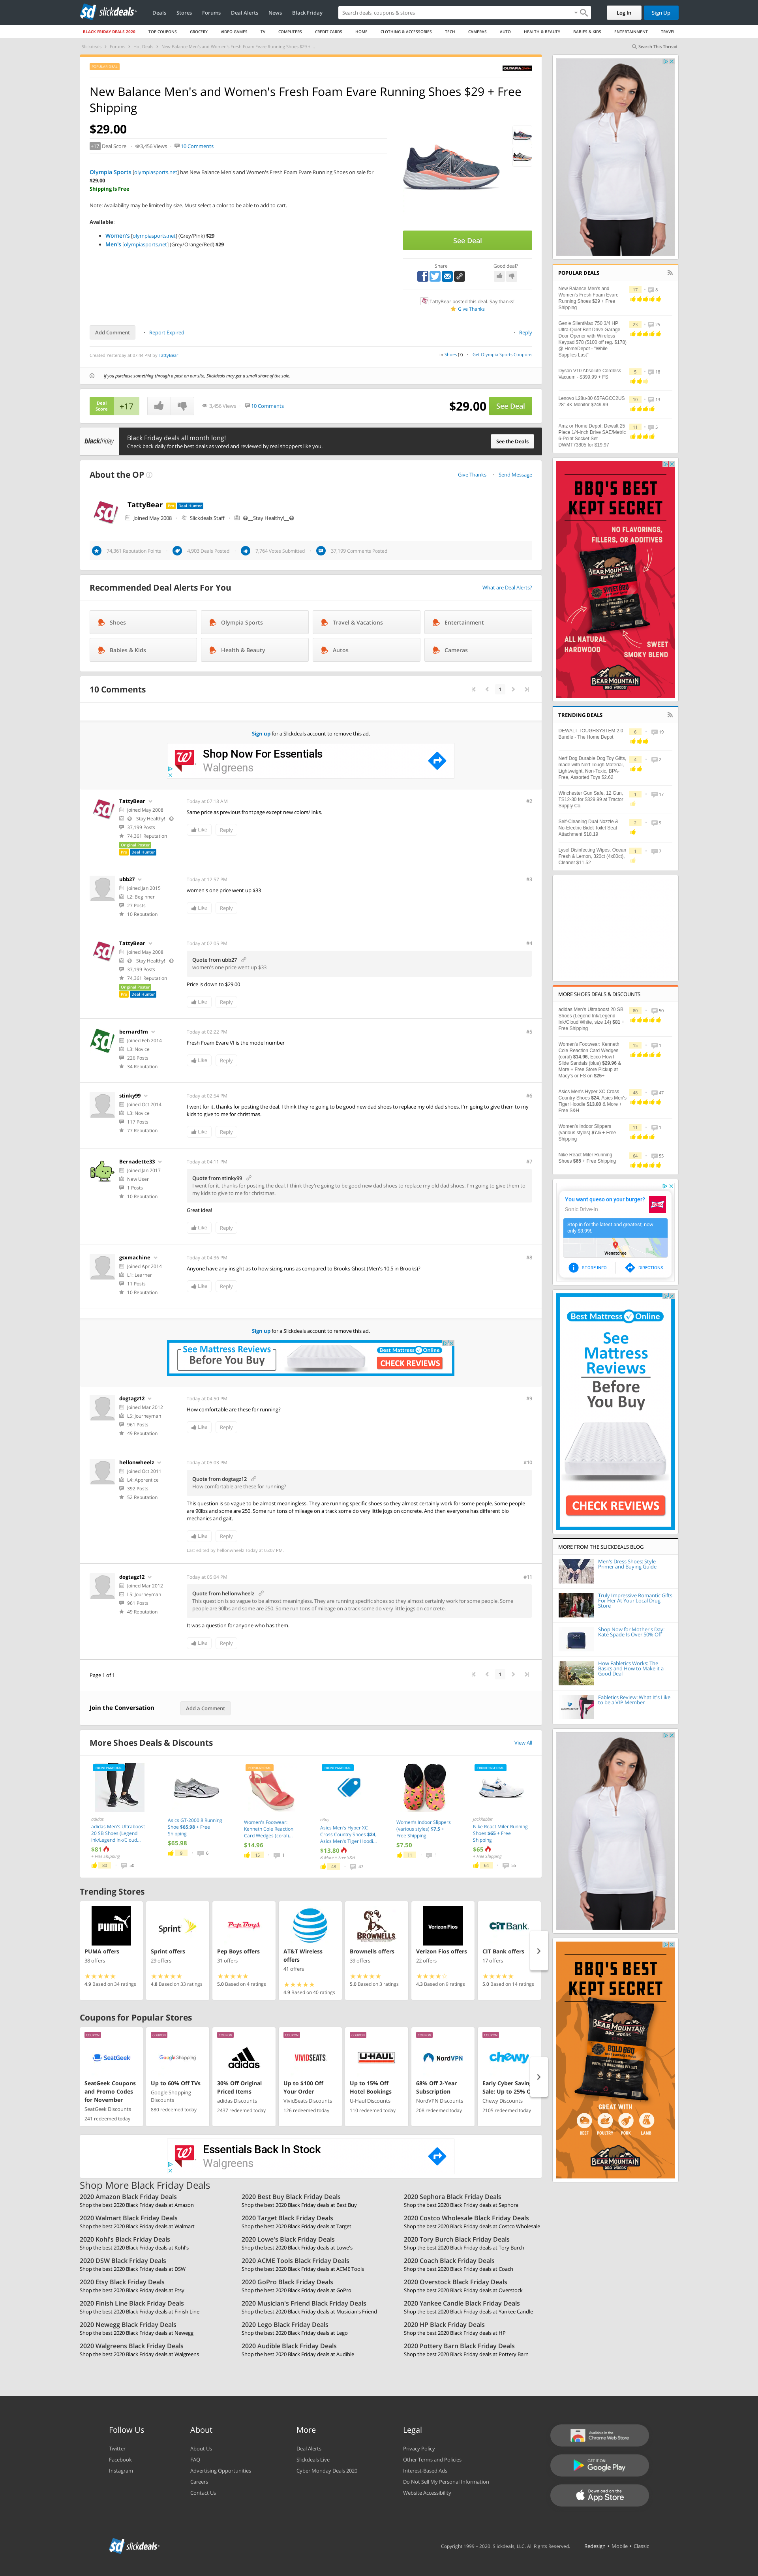 sd slickdeals
Deals Stores Forums Deal Alerts News Black Friday
Search deals, coupons & stores
Log In Sign Up
BLACK FRIDAY DEALS 2020 TOP COUPONS GROCERY VIDEO GAMES TV COMPUTERS CREDIT CARDS HOME CLOTHING & ACCESSORIES TECH CAMERAS AUTO HEALTH & BEAUTY BABIES & KIDS ENTERTAINMENT TRAVEL
Slickdeals Forums Hot Deals New Balance Men's and Women's Fresh Foam Evare Running Shoes $29 + ...
Search This Thread
New Balance Men's and Women's Fresh Foam Evare Running Shoes $29 + Free
Shipping
$29.00
+17 Deal Score 3,456 Views 10 Comments
Olympia Sports [olympiasports.net] has New Balance Men's and Women's Fresh Foam Evare Running Shoes on sale for
$29.00
Shipping is Free
Note: Availability may be limited by size. Must select a color to be able to add to cart.
Available:
Women's [olympiasports.net] (Grey/Pink) $29
Men's [olympiasports.net] (Grey/Orange/Red) $29
See Deal
Share Good deal?
TattyBear posted this deal. Say thanks!
Give Thanks
Add Comment Report Expired Reply
Created Yesterday at 07:44 PM by TattyBear
in Shoes (7) Get Olympia Sports Coupons
If you purchase something through a post on our site, Slickdeals may get a small share of the sale.
Deal Score +17 3,456 Views 10 Comments $29.00 See Deal
blackfriday
Black Friday deals all month long!
Check back daily for the best deals as voted and reviewed by real shoppers like you.
See the Deals
About the OP
Give Thanks Send Message
TattyBear Pro Deal Hunter
Joined May 2008 Slickdeals Staff @__Stay Healthy!__@
74,361 Reputation Points 4,903 Deals Posted 7,764 Votes Submitted 37,199 Comments Posted
Recommended Deal Alerts For You
What are Deal Alerts?
Shoes Olympia Sports Travel & Vacations Entertainment
Babies & Kids Health & Beauty Autos Cameras
10 Comments
1
Sign up for a Slickdeals account to remove this ad.
Shop Now For Essentials
Walgreens
TattyBear
Joined May 2008
@__Stay Healthy!__@
37,199 Posts
74,361 Reputation
Original Poster
Pro Deal Hunter
Today at 07:18 AM #2
Same price as previous frontpage except new colors/links.
Like Reply
ubb27
Joined Jan 2015
L2: Beginner
27 Posts
10 Reputation
Today at 12:57 PM #3
women's one price went up $33
Like Reply
TattyBear
Joined May 2008
@__Stay Healthy!__@
37,199 Posts
74,361 Reputation
Original Poster
Pro Deal Hunter
Today at 02:05 PM #4
Quote from ubb27
women's one price went up $33
Price is down to $29.00
Like Reply
bernard1m
Joined Feb 2014
L3: Novice
226 Posts
34 Reputation
Today at 02:22 PM #5
Fresh Foam Evare VI is the model number
Like Reply
stinky99
Joined Oct 2014
L3: Novice
117 Posts
77 Reputation
Today at 02:54 PM #6
I went for it. thanks for posting the deal. I think they're going to be good new dad shoes to replace my old dad shoes. I'm going to give them to my
kids to give to me for christmas.
Like Reply
Bernadette33
Joined Jan 2017
New User
1 Posts
10 Reputation
Today at 04:11 PM #7
Quote from stinky99
I went for it. thanks for posting the deal. I think they're going to be good new dad shoes to replace my old dad shoes. I'm going to give them to
my kids to give to me for christmas.
Great idea!
Like Reply
gsxmachine
Joined Apr 2014
L1: Learner
11 Posts
10 Reputation
Today at 04:36 PM #8
Anyone have any insight as to how sizing runs as compared to Brooks Ghost (Men's 10.5 in Brooks)?
Like Reply
Sign up for a Slickdeals account to remove this ad.
See Mattress Reviews
Before You Buy
Best Mattress Online
CHECK REVIEWS
dogtagz12
Joined Mar 2012
L5: Journeyman
961 Posts
49 Reputation
Today at 04:50 PM #9
How comfortable are these for running?
Like Reply
hellonwheelz
Joined Oct 2011
L4: Apprentice
392 Posts
52 Reputation
Today at 05:03 PM #10
Quote from dogtagz12
How comfortable are these for running?
This question is so vague to be almost meaningless. They are running specific shoes so they almost certainly work for some people. Some people
are 90lbs and some are 250. Some run tons of mileage on a track some do very little jogs on concrete. And then everyone has different bio
mechanics and gait.
Like Reply
Last edited by hellonwheelz Today at 05:07 PM.
dogtagz12
Joined Mar 2012
L5: Journeyman
961 Posts
49 Reputation
Today at 05:04 PM #11
Quote from hellonwheelz
This question is so vague to be almost meaningless. They are running specific shoes so they almost certainly work for some people. Some
people are 90lbs and some are 250. Some run tons of mileage on a track some do very little jogs on concrete.
It was a question for anyone who has them.
Like Reply
Page 1 of 1
1
Join the Conversation Add a Comment
More Shoes Deals & Discounts
View All
adidas Men's Ultraboost
20 SB Shoes (Legend
Ink/Legend Ink/Cloud...
$81
+ Free Shipping
80 50
Asics GT-2000 8 Running
Shoe $65.98 + Free
Shipping
$65.98
9 6
Women's Footwear:
Kenneth Cole Reaction
Card Wedges (coral)...
$14.96
15 1
eBay
Asics Men's Hyper XC
Cross Country Shoes $24,
Asics Men's Tiger Hoodi...
$13.80
& More + Free S&H
46 47
Women's Indoor Slippers
(various styles) $7.5 +
Free Shipping
$7.50
11 1
Nike React Miler Running
Shoes $65 + Free
Shipping
$65
+ Free Shipping
64 55
Trending Stores
PUMA offers
38 offers
4.9 Based on 34 ratings
Sprint offers
29 offers
4.8 Based on 33 ratings
Pep Boys offers
31 offers
5.0 Based on 4 ratings
AT&T Wireless
offers
41 offers
4.9 Based on 40 ratings
Brownells offers
39 offers
5.0 Based on 3 ratings
Verizon Fios offers
22 offers
4.3 Based on 9 ratings
CIT Bank offers
17 offers
5.0 Based on 14 ratings
Coupons for Popular Stores
SeatGeek Coupons
and Promo Codes
for November
SeatGeek Discounts
241 redeemed today
Up to 60% Off TVs
Google Shopping
Discounts
880 redeemed today
30% Off Original
Priced Items
adidas Discounts
2437 redeemed today
Up to $100 Off
Your Order
VividSeats Discounts
126 redeemed today
Up to 15% Off
Hotel Bookings
U-Haul Discounts
110 redeemed today
68% Off 2-Year
Subscription
NordVPN Discounts
208 redeemed today
Early Cyber Saving
Sale: Up to 25% O
Chewy Discounts
2105 redeemed today
Essentials Back In Stock
Walgreens
Shop More Black Friday Deals
2020 Amazon Black Friday Deals
Shop the best 2020 Black Friday deals at Amazon
2020 Walmart Black Friday Deals
Shop the best 2020 Black Friday deals at Walmart
2020 Kohl's Black Friday Deals
Shop the best 2020 Black Friday deals at Kohl's
2020 DSW Black Friday Deals
Shop the best 2020 Black Friday deals at DSW
2020 Etsy Black Friday Deals
Shop the best 2020 Black Friday deals at Etsy
2020 Finish Line Black Friday Deals
Shop the best 2020 Black Friday deals at Finish Line
2020 Newegg Black Friday Deals
Shop the best 2020 Black Friday deals at Newegg
2020 Walgreens Black Friday Deals
Shop the best 2020 Black Friday deals at Walgreens
2020 Best Buy Black Friday Deals
Shop the best 2020 Black Friday deals at Best Buy
2020 Target Black Friday Deals
Shop the best 2020 Black Friday deals at Target
2020 Lowe's Black Friday Deals
Shop the best 2020 Black Friday deals at Lowe's
2020 ACME Tools Black Friday Deals
Shop the best 2020 Black Friday deals at ACME Tools
2020 GoPro Black Friday Deals
Shop the best 2020 Black Friday deals at GoPro
2020 Musician's Friend Black Friday Deals
Shop the best 2020 Black Friday deals at Musician's Friend
2020 Lego Black Friday Deals
Shop the best 2020 Black Friday deals at Lego
2020 Audible Black Friday Deals
Shop the best 2020 Black Friday deals at Audible
2020 Sephora Black Friday Deals
Shop the best 2020 Black Friday deals at Sephora
2020 Costco Wholesale Black Friday Deals
Shop the best 2020 Black Friday deals at Costco Wholesale
2020 Tory Burch Black Friday Deals
Shop the best 2020 Black Friday deals at Tory Burch
2020 Coach Black Friday Deals
Shop the best 2020 Black Friday deals at Coach
2020 Overstock Black Friday Deals
Shop the best 2020 Black Friday deals at Overstock
2020 Yankee Candle Black Friday Deals
Shop the best 2020 Black Friday deals at Yankee Candle
2020 HP Black Friday Deals
Shop the best 2020 Black Friday deals at HP
2020 Pottery Barn Black Friday Deals
Shop the best 2020 Black Friday deals at Pottery Barn
POPULAR DEALS
New Balance Men's and
Women's Fresh Foam Evare
Running Shoes $29 + Free
Shipping
17 8
Genie SilentMax 750 3/4 HP
Ultra-Quiet Belt Drive Garage
Door Opener with Wireless
Keypad $78 ($100 off reg. $178)
@ HomeDepot - "While
Supplies Last"
23 25
Dyson V10 Absolute Cordless
Vacuum - $399.99 + FS
5 18
Lenovo L28u-30 65FAGCC2US
28" 4K Monitor $249.99
10 13
Amz or Home Depot: Dewalt 25
Piece 1/4-inch Drive SAE/Metric
6-Point Socket Set
DWMT73805 for $19.97
11 5
BBQ'S BEST
KEPT SECRET
NO FLAVORINGS,
FILLERS, OR ADDITIVES
BEAR MOUNTAIN
ALL NATURAL
HARDWOOD
SWEET
SMOKY BLEND
BEAR MOUNTAIN
TRENDING DEALS
DEWALT TOUGHSYSTEM 2.0
Bundle - The Home Depot
6 19
Nerf Dog Durable Dog Toy Gifts,
made with Nerf Tough Material,
Lightweight, Non-Toxic, BPA-
Free, Assorted Toys $2.62
4 2
Winchester Gun Safe, 12 Gun,
TS12-30 for $329.99 at Tractor
Supply Co.
1 17
Self-Cleaning Dual Nozzle &
No-Electric Bidet Toilet Seat
Attachment $18.19
2 9
Lysol Disinfecting Wipes, Ocean
Fresh & Lemon, 320ct (4x80ct),
Cleaner $11.52
1 7
MORE SHOES DEALS & DISCOUNTS
adidas Men's Ultraboost 20 SB
Shoes (Legend Ink/Legend
Ink/Cloud White, size 14) $81 +
Free Shipping
80 50
Women's Footwear: Kenneth
Cole Reaction Card Wedges
(coral) $14.96, Ecco FlowT
Slide Sandals (blue) $29.96 &
More + Free Store Pickup at
Macy's or FS on $25+
15 1
Asics Men's Hyper XC Cross
Country Shoes $24, Asics Men's
Tiger Hoodie $13.80 & More +
Free S&H
46 47
Women's Indoor Slippers
(various styles) $7.5 + Free
Shipping
11 1
Nike React Miler Running
Shoes $65 + Free Shipping
64 55
You want queso on your burger?
Sonic Drive-In
Stop in for the latest and greatest, now
only $3.99!
Wenatchee
STORE INFO DIRECTIONS
Best Mattress Online
See
Mattress
Reviews
Before
You Buy
CHECK REVIEWS
MORE FROM THE SLICKDEALS BLOG
Men's Dress Shoes: Style
Primer and Buying Guide
Truly Impressive Romantic Gifts
For Her At Your Local Drug
Store
Shop Now for Mother's Day:
Kate Spade Is Over 50% Off
How Fabletics Works: The
Basics and How to Make it a
Good Deal
Fabletics Review: What It's Like
to be a VIP Member
BBQ'S BEST
KEPT SECRET
BEAR MOUNTAIN
GREAT WITH
BEEF POULTRY PORK LAMB
BEAR MOUNTAIN
Follow Us
Twitter
Facebook
Instagram
About
About Us
FAQ
Advertising Opportunities
Careers
Contact Us
More
Deal Alerts
Slickdeals Live
Cyber Monday Deals 2020
Legal
Privacy Policy
Other Terms and Policies
Interest-Based Ads
Do Not Sell My Personal Information
Website Accessibility
Available in the
Chrome Web Store
GET IT ON
Google Play
Download on the
App Store
sd slickdeals
Copyright 1999 - 2020. Slickdeals, LLC. All Rights Reserved. Redesign • Mobile • Classic